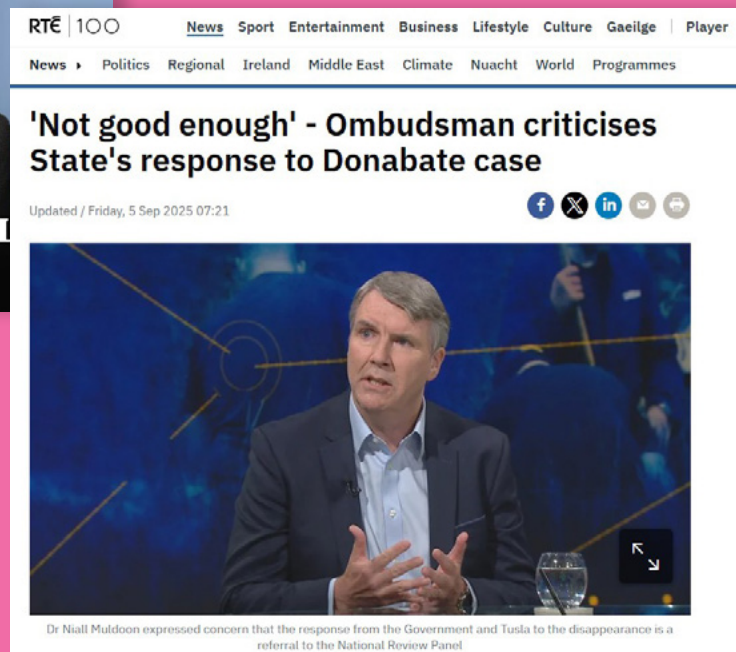 RTÉ 100 News Sport Entertainment Business Lifestyle Culture Gaeilge Player
News Politics Regional Ireland Middle East Climate Nuacht World Programmes
'Not good enough' - Ombudsman criticises
State's response to Donabate case
Updated / Friday, 5 Sep 2025 07:21
f X in
Dr Niall Muldoon expressed concern that the response from the Government and Tusla to the disappearance is a
referral to the National Review Panel